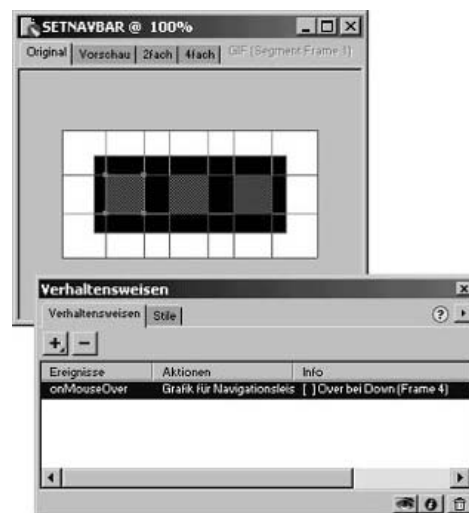 SETNAVBAR @ 100%
Original Vorschau 2fach 4fach GIF (Segment Frame 1)
Verhaltensweisen
Verhaltensweisen Stile
Ereignisse Aktionen Info
onMouseOver Grafik für Navigationsleis [ ] Over bei Down (Frame 4)